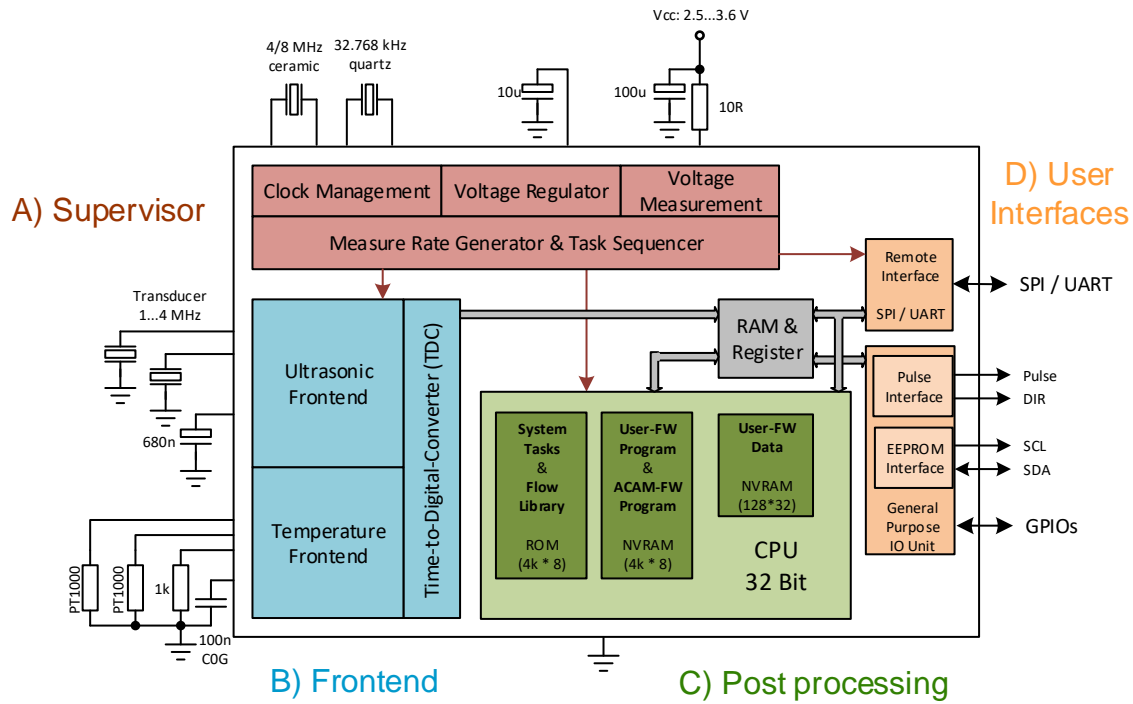 Vcc: 2.5...3.6 V
4/8 MHz
ceramic
32.768 kHz
quartz
10u
100u
10R
A) Supervisor
Clock Management
Voltage Regulator
Voltage
Measurement
Measure Rate Generator & Task Sequencer
D) User
Interfaces
Remote
Interface
SPI / UART
SPI / UART
Transducer
1...4 MHz
680n
Ultrasonic
Frontend
Temperature
Frontend
Time-to-Digital-Converter (TDC)
RAM &
Register
Pulse
Interface
Pulse
DIR
EEPROM
Interface
SCL
SDA
General
Purpose
IO Unit
GPIOs
System
Tasks
&
Flow
Library
ROM
(4k * 8)
User-FW
Program
&
ACAM-FW
Program
NVRAM
(4k * 8)
User-FW
Data
NVRAM
(128*32)
CPU
32 Bit
PT1000
PT1000
1k
100n
C0G
B) Frontend
C) Post processing